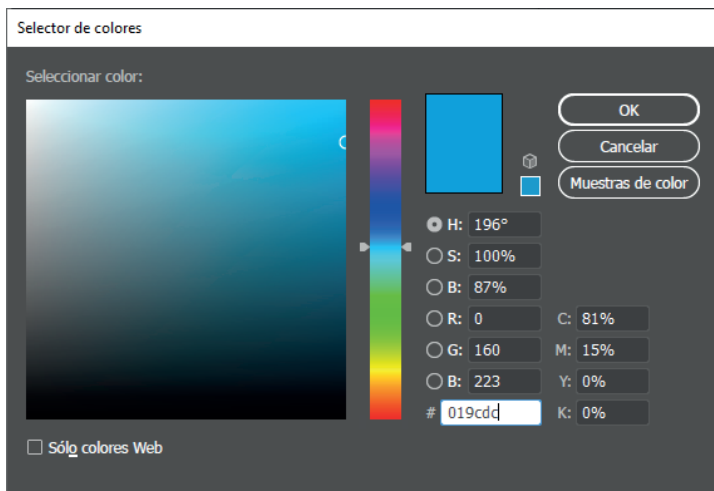 Selector de colores
Seleccionar color:
OK
Cancelar
Muestras de color
H: 196°
S: 100%
B: 87%
R: 0 C: 81%
G: 160 M: 15%
B: 223 Y: 0%
# 019cdc K: 0%
Sólo colores Web